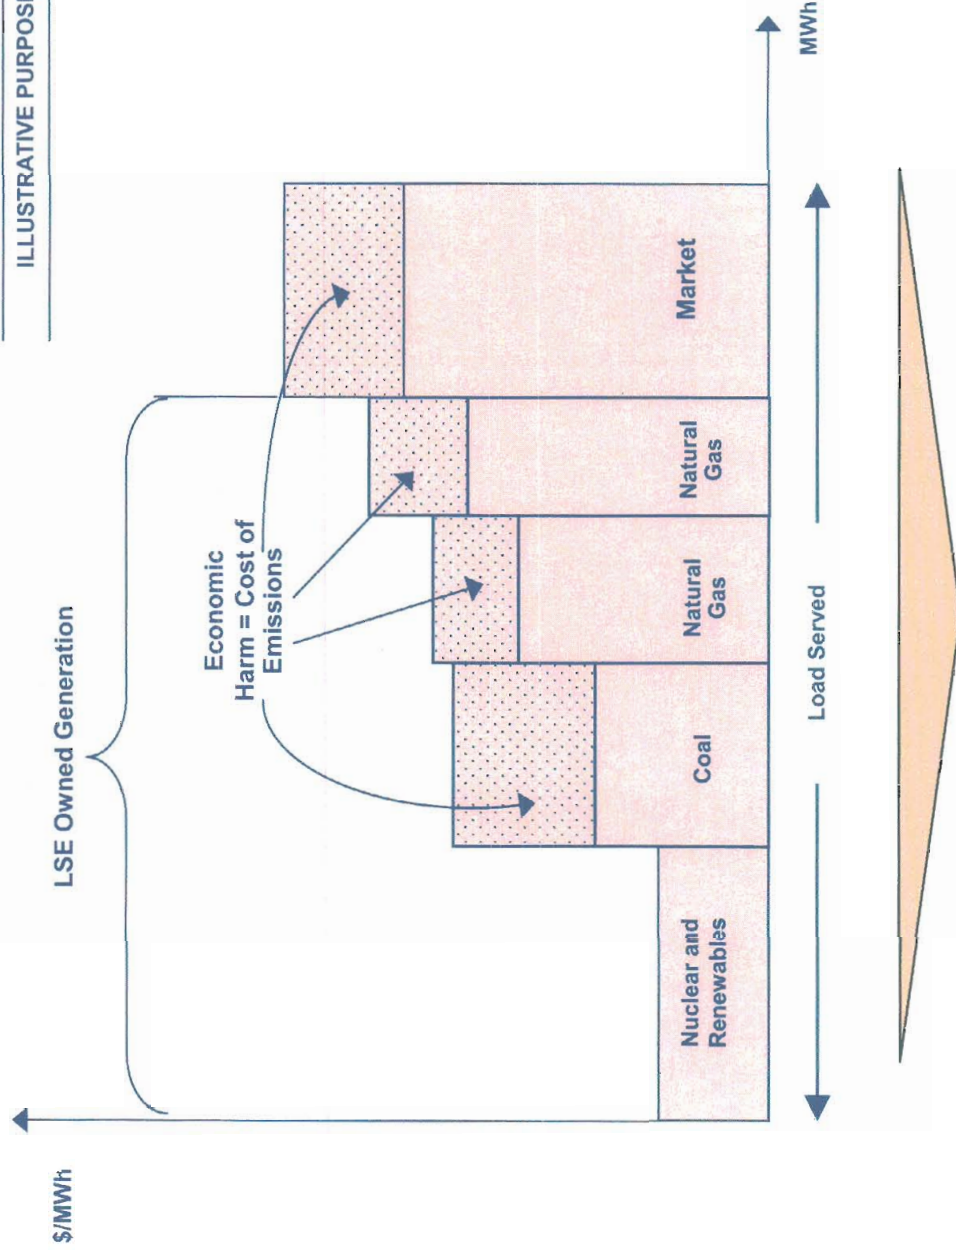 ILLUSTRATIVE
$/MWh
LSE Owned Generation
Economic
Harm = Cost of
Emissions
Nuclear and
Renewables
Coal
Natural
Gas
Natural
Gas
Market
MWh
Load Served